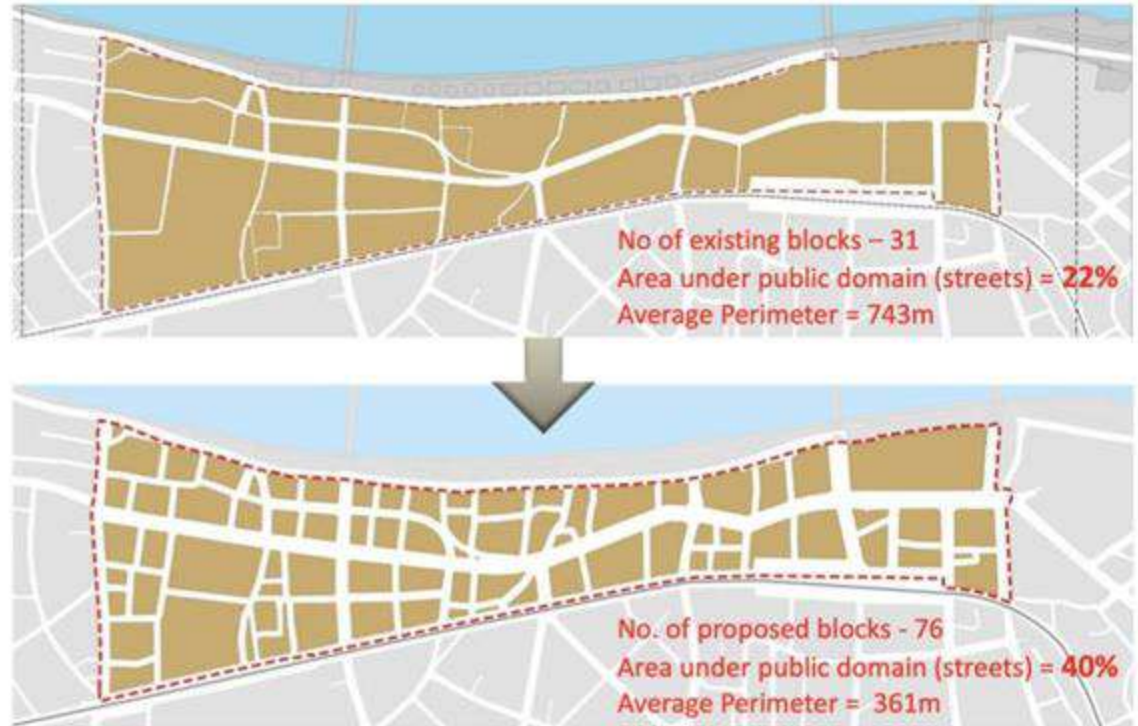 No of existing blocks – 31
Area under public domain (streets) = 22%
Average Perimeter = 743m
No. of proposed blocks - 76
Area under public domain (streets) = 40%
Average Perimeter = 361m